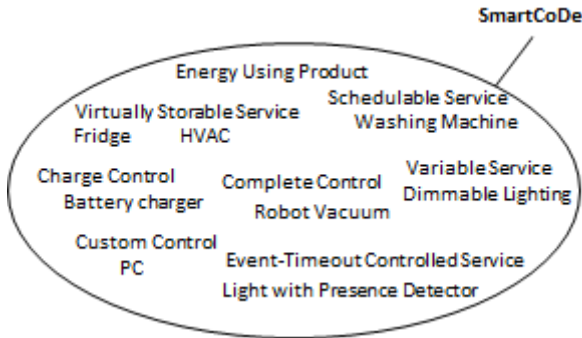 SmartCoDe
Energy Using Product
Virtually Storable Service
Fridge HVAC
Schedulable Service
Washing Machine
Charge Control
Battery charger
Complete Control
Robot Vacuum
Variable Service
Dimmable Lighting
Custom Control
PC
Event-Timeout Controlled Service
Light with Presence Detector